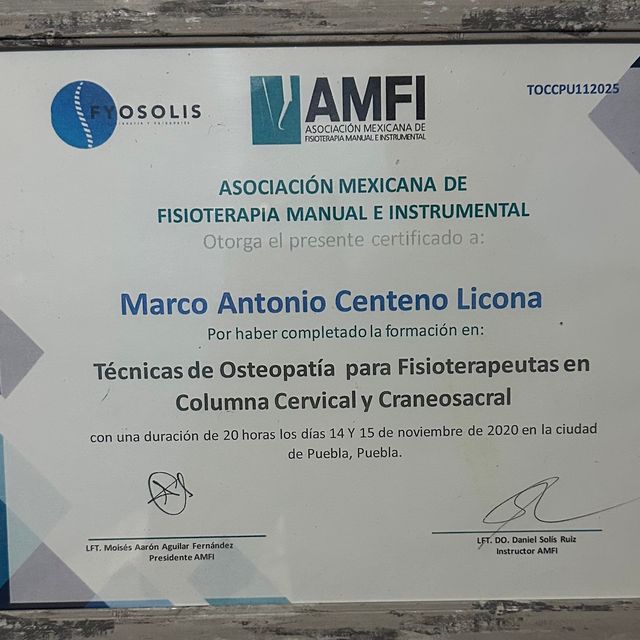 FYOSOLIS
TOCCPU112025
AMFI
ASOCIACIÓN MEXICANA DE
FISIOTERAPIA MANUAL E INSTRUMENTAL
ASOCIACIÓN MEXICANA DE
FISIOTERAPIA MANUAL E INSTRUMENTAL
Otorga el presente certificado a:
Marco Antonio Centeno Licona
Por haber completado la formación en:
Técnicas de Osteopatía para Fisioterapeutas en
Columna Cervical y Craneosacral
con una duración de 20 horas los días 14 Y 15 de noviembre de 2020 en la ciudad
de Puebla, Puebla.
LFT. Moisés Aarón Aguilar Fernández
Presidente AMFI
LFT. DO. Daniel Solís Ruiz
Instructor AMFI